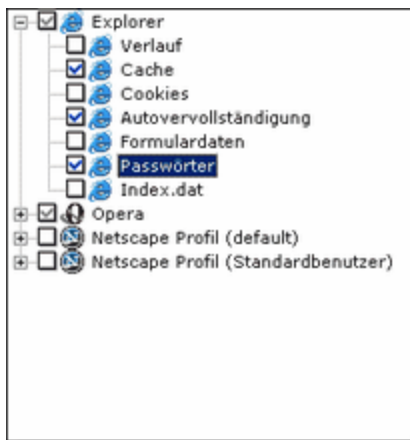 Explorer
Verlauf
Cache
Cookies
Autovervollständigung
Formulardaten
Passwörter
Index.dat
Opera
Netscape Profil (default)
Netscape Profil (Standardbenutzer)